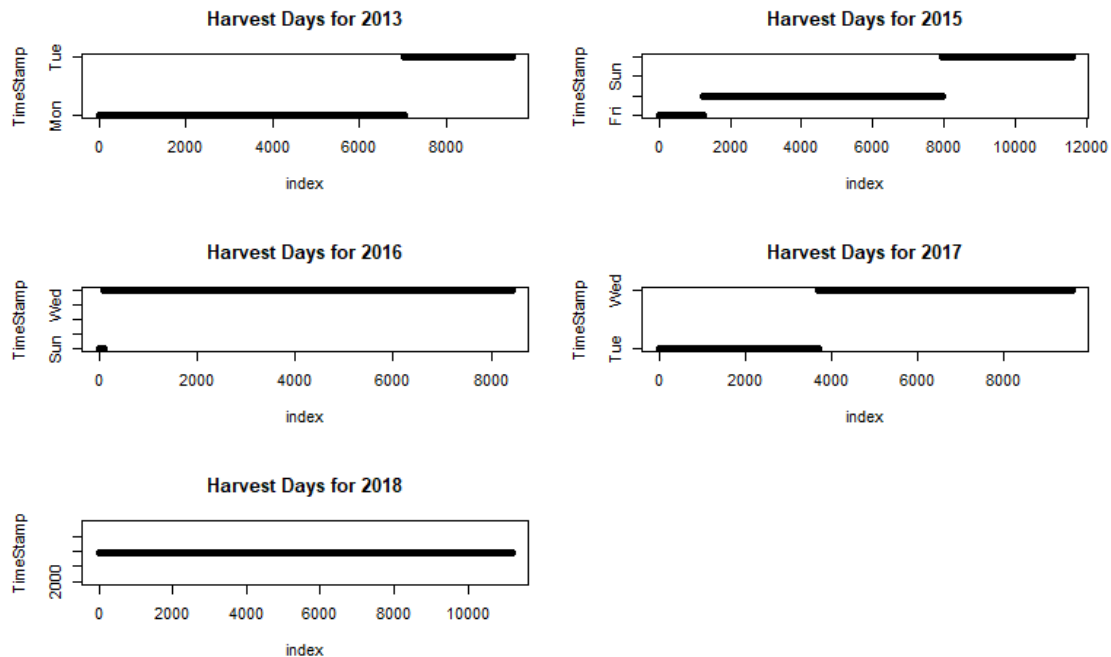 Harvest Days for 2013
TimeStamp
Mon Tue
0 2000 4000 6000 8000
index
Harvest Days for 2015
TimeStamp
Fri Sun
0 2000 4000 6000 8000 10000 12000
index
Harvest Days for 2016
TimeStamp
Sun Wed
0 2000 4000 6000 8000
index
Harvest Days for 2017
TimeStamp
Tue Wed
0 2000 4000 6000 8000
index
Harvest Days for 2018
TimeStamp
2000
0 2000 4000 6000 8000 10000
index